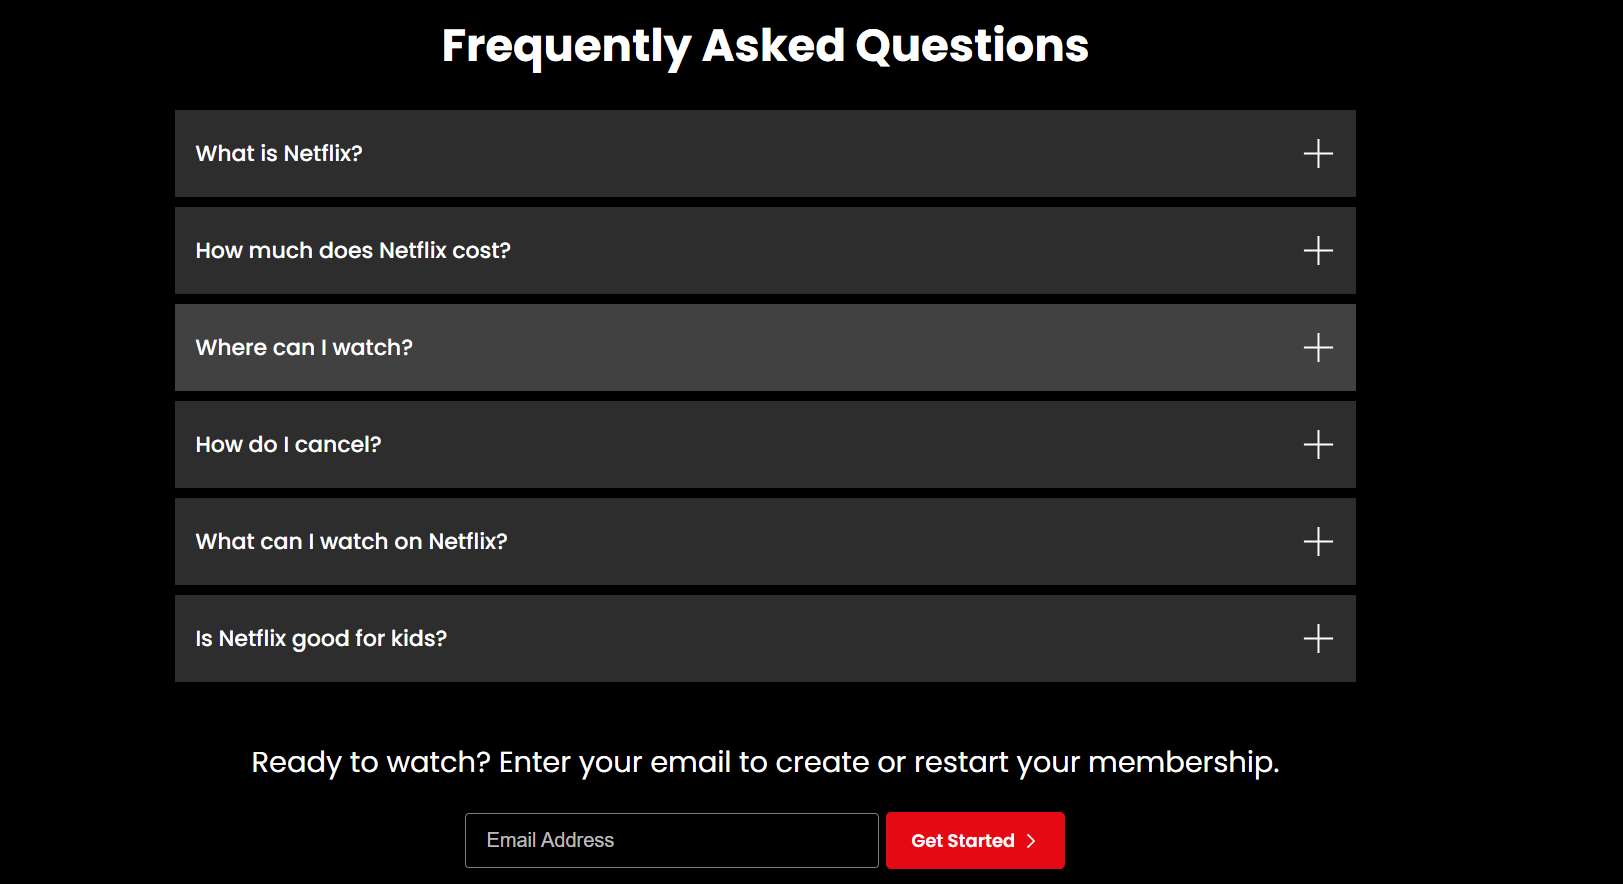 Frequently Asked Questions
What is Netflix?
How much does Netflix cost?
Where can I watch?
How do I cancel?
What can I watch on Netflix?
Is Netflix good for kids?
Ready to watch? Enter your email to create or restart your membership.
Email Address
Get Started